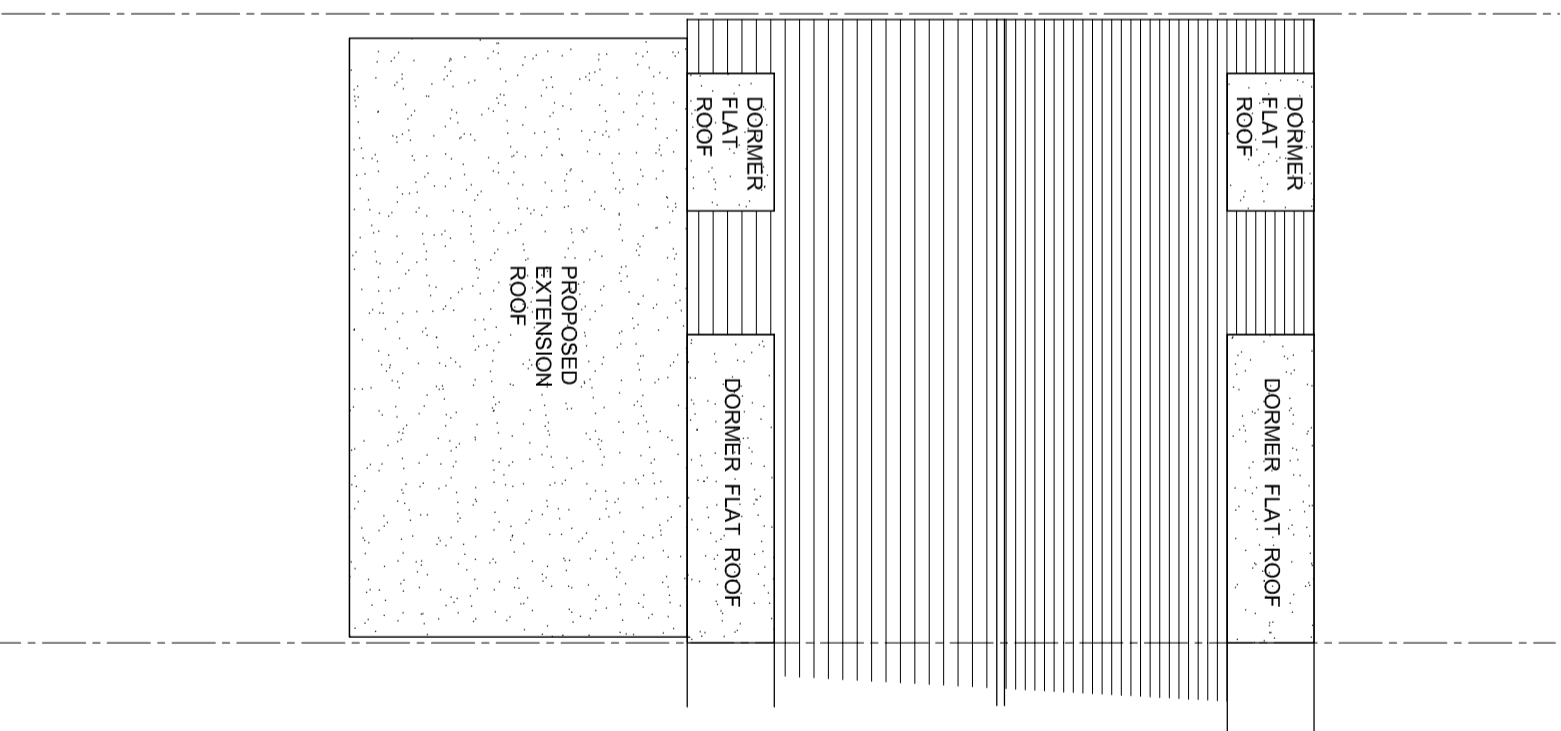 DORMER
FLAT
ROOF
DORMER
FLAT
ROOF
PROPOSED
EXTENSION
ROOF
DORMER FLAT ROOF
DORMER FLAT ROOF